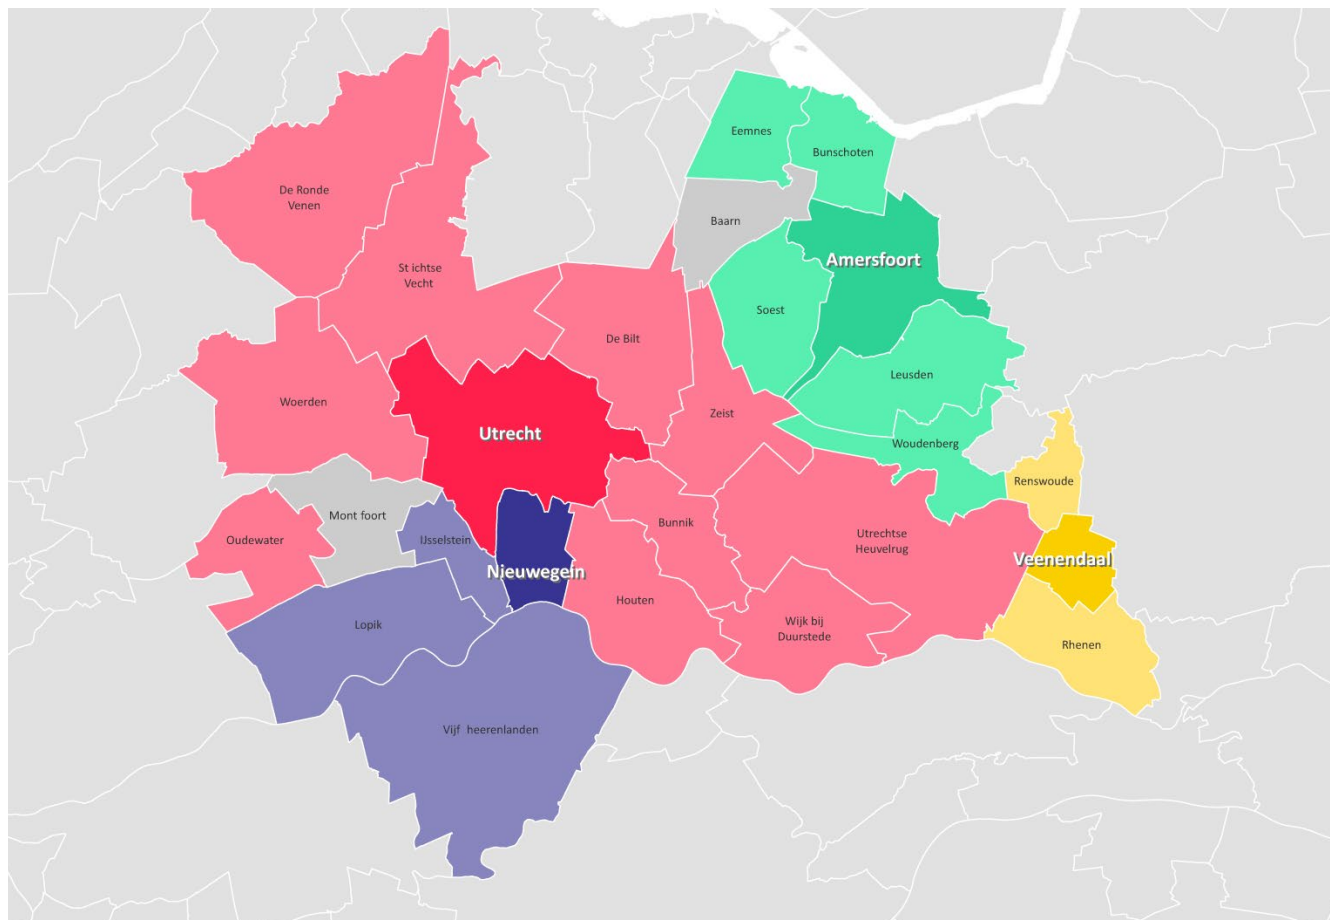 Eemnes
Bunschoten
De Ronde
Venen
Baarn
Amersfoort
St ichtse
Vecht
Soest
De Bilt
Leusden
Woerden
Zeist
Utrecht
Woudenberg
Renswoude
Mont foort
Bunnik
Oudewater
IJsselstein
Utrechtse
Heuvelrug
Veenendaal
Nieuwegein
Houten
Lopik
Wijk bij
Duurstede
Rhenen
Vijf heerenlanden